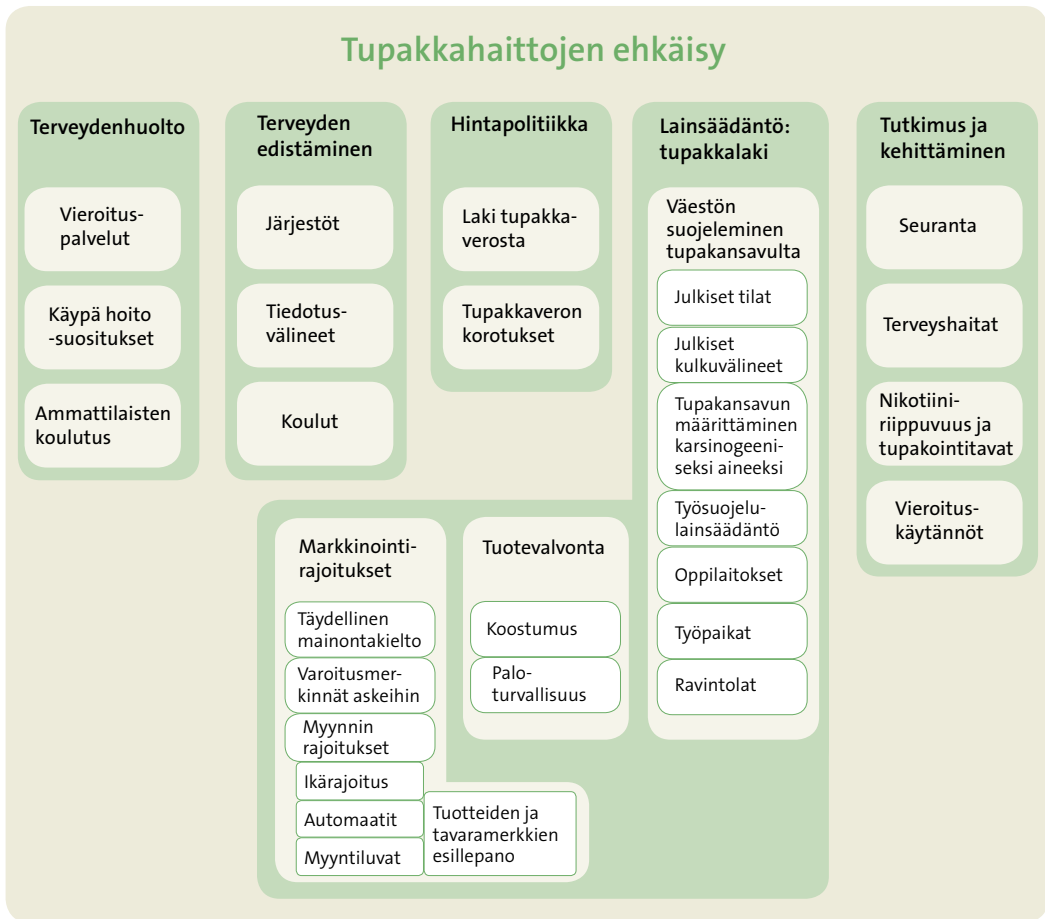 Tupakkahaittojen ehkäisy
Terveydenhuolto
Vieroitus-
palvelut
Käypä hoito
-suositukset
Ammattilaisten
koulutus
Terveyden
edistäminen
Järjestöt
Tiedotus-
välineet
Koulut
Hintapolitiikka
Laki tupakka-
verosta
Tupakkaveron
korotukset
Lainsäädäntö:
tupakkalaki
Väestön
suojeleminen
tupakansavulta
Julkiset tilat
Julkiset
kulkuvälineet
Tupakansavun
määrittäminen
karsinogeeni-
seksi aineeksi
Työsuojelu-
lainsäädäntö
Oppilaitokset
Työpaikat
Ravintolat
Markkinointi-
rajoitukset
Täydellinen
mainontakielto
Varoitusmer-
kinnät askeihin
Myynnin
rajoitukset
Ikärajoitus
Automaatit
Myyntiluvat
Tuotteiden ja
tavaramerkkien
esillepano
Tuotevalvonta
Koostumus
Palo-
turvallisuus
Tutkimus ja
kehittäminen
Seuranta
Terveyshaitat
Nikotiini-
riippuvuus ja
tupakointitavat
Vieroitus-
käytännöt